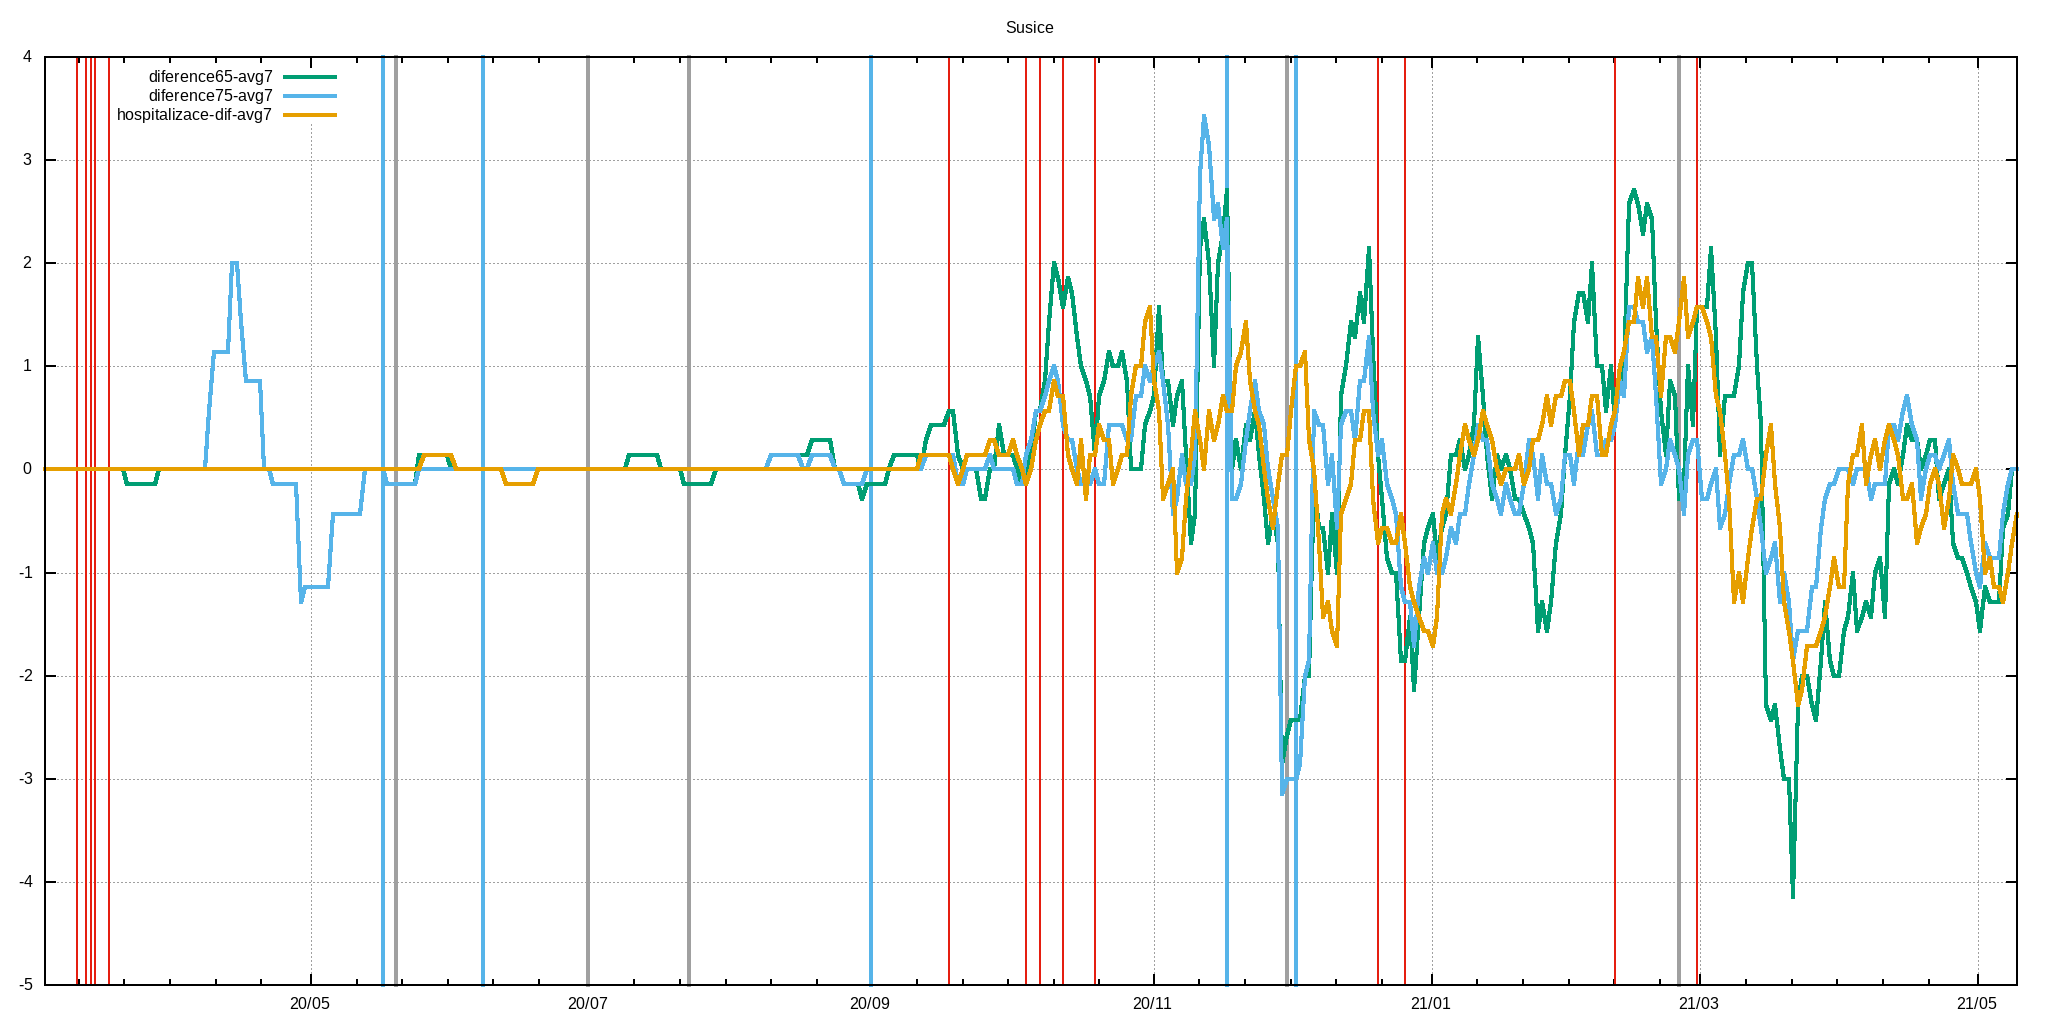 Susice
4
diference65-avg7
diference75-avg7
hospitalizace-dif-avg7
3
2
1
0
-1
-2
-3
-4
-5
20/05 20/07 20/09 20/11 21/01 21/03 21/05